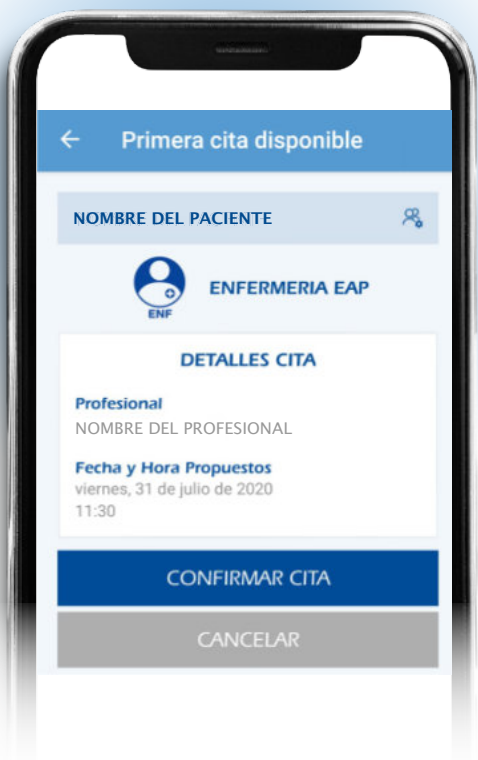 Primera cita disponible
NOMBRE DEL PACIENTE
ENF
ENFERMERIA EAP
DETALLES CITA
Profesional
NOMBRE DEL PROFESIONAL
Fecha y Hora Propuestos
viernes, 31 de julio de 2020
11:30
CONFIRMAR CITA
CANCELAR